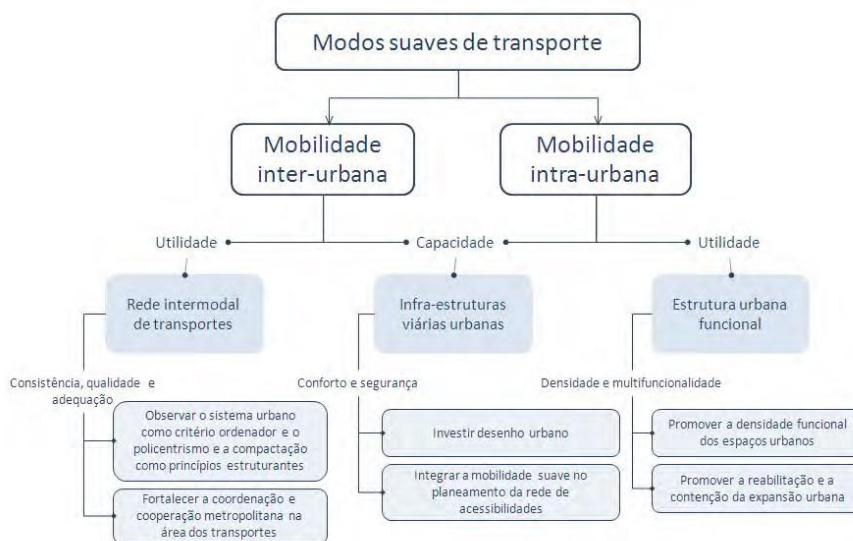 Modos suaves de transporte
Mobilidade
inter-urbana
Mobilidade
intra-urbana
Utilidade
Capacidade
Utilidade
Rede intermodal
de transportes
Infra-estruturas
viárias urbanas
Estrutura urbana
funcional
Consistência, qualidade e
adequação
Conforto e segurança
Densidade e multifuncionalidade
Observar o sistema urbano
como critério ordenador e o
policentrismo e a compactação
como princípios estruturantes
Investir desenho urbano
Promover a densidade funcional
dos espaços urbanos
Fortalecer a coordenação e
cooperação metropolitana na
área dos transportes
Integrar a mobilidade suave no
planeamento da rede de
acessibilidades
Promover a reabilitação e a
contenção da expansão urbana